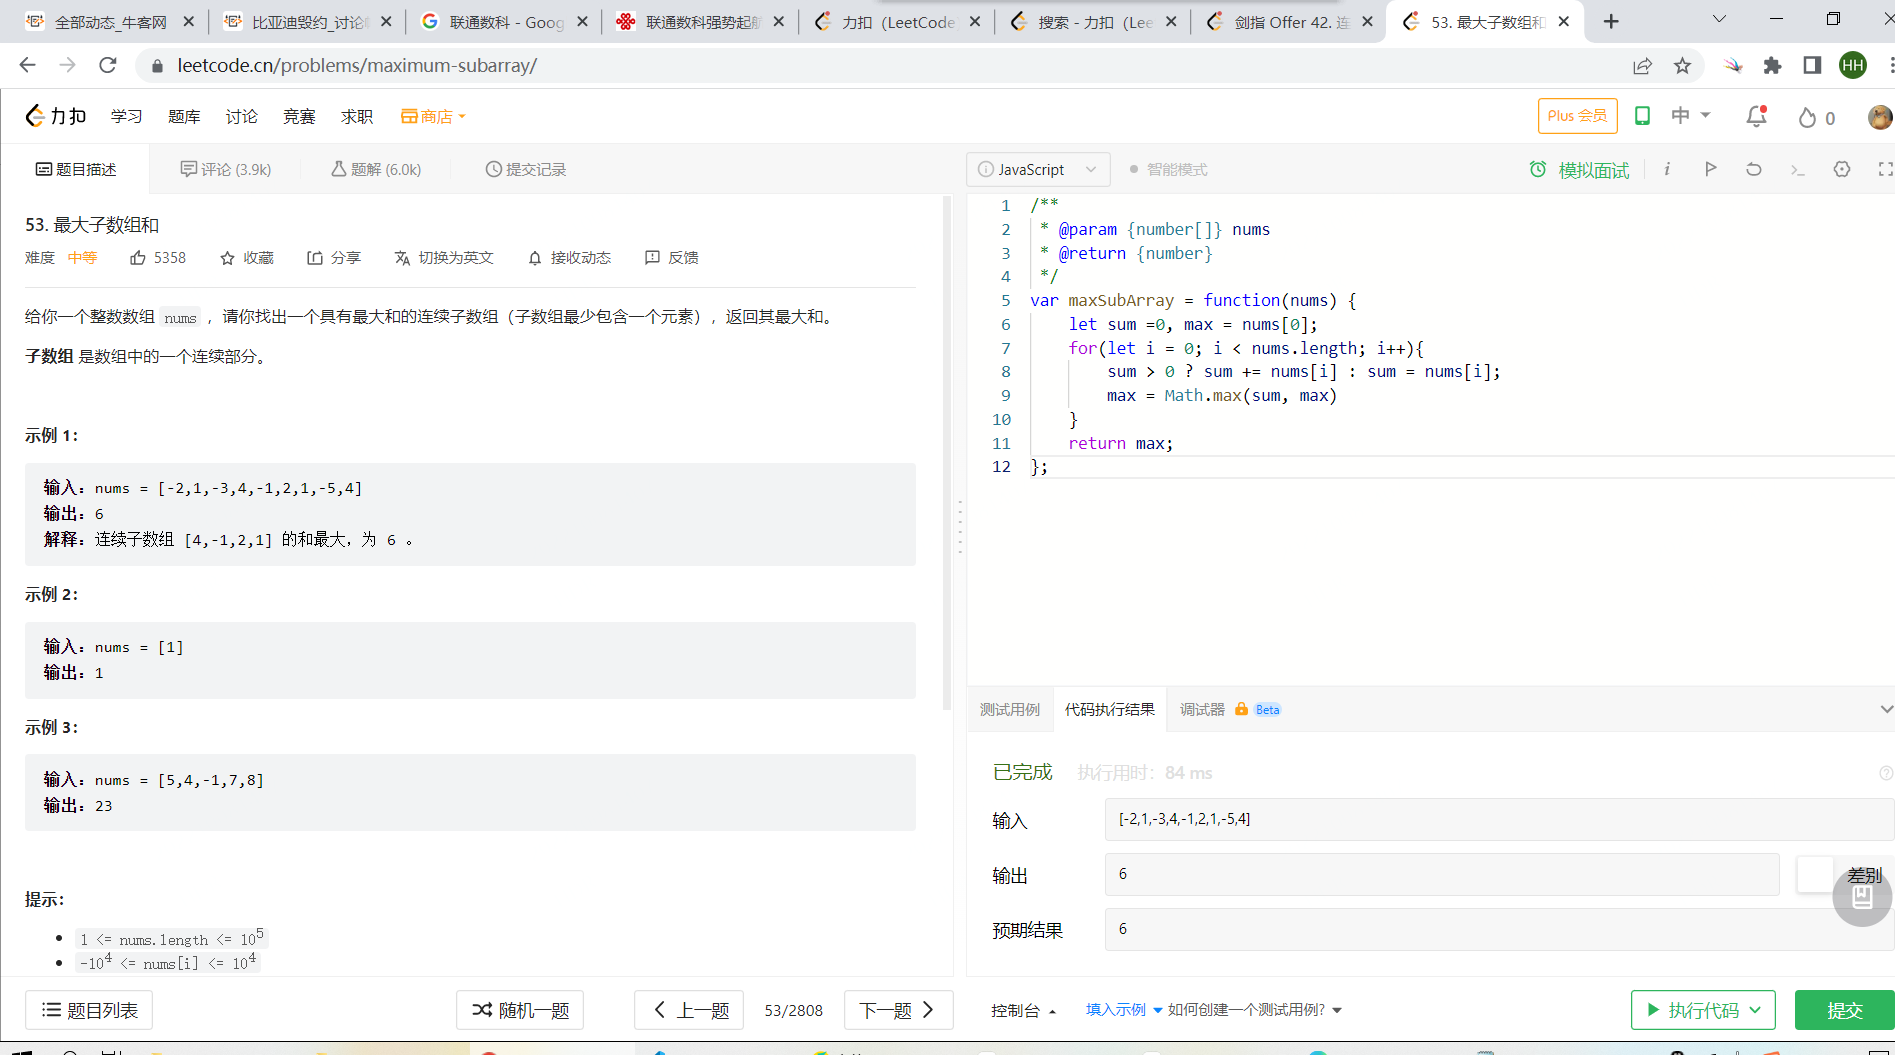 全部动态_牛客网
比亚迪毁约_讨论
联通数科 - Goog
联通数科强势起航
力扣（LeetCode
搜索 - 力扣（Lee
剑指 Offer 42. 连
53. 最大子数组和
leetcode.cn/problems/maximum-subarray/
HH
力扣 学习 题库 讨论 竞赛 求职 商店
Plus 会员 中 0
题目描述 评论 (3.9k) 题解 (6.0k) 提交记录
53. 最大子数组和
难度 中等 5358 收藏 分享 切换为英文 接收动态 反馈
给你一个整数数组 nums ，请你找出一个具有最大和的连续子数组（子数组最少包含一个元素），返回其最大和。
子数组 是数组中的一个连续部分。
示例 1：
输入：nums = [-2,1,-3,4,-1,2,1,-5,4]
输出：6
解释：连续子数组 [4,-1,2,1] 的和最大，为 6 。
示例 2：
输入：nums = [1]
输出：1
示例 3：
输入：nums = [5,4,-1,7,8]
输出：23
提示：
1 <= nums.length <= 10^5
-10^4 <= nums[i] <= 10^4
题目列表 随机一题 上一题 53/2808 下一题
JavaScript 智能模式 模拟面试
1 /**
2 * @param {number[]} nums
3 * @return {number}
4 */
5 var maxSubArray = function(nums) {
6 let sum =0, max = nums[0];
7 for(let i = 0; i < nums.length; i++){
8 sum > 0 ? sum += nums[i] : sum = nums[i];
9 max = Math.max(sum, max)
10 }
11 return max;
12 };
测试用例 代码执行结果 调试器 Beta
已完成 执行用时：84 ms
输入 [-2,1,-3,4,-1,2,1,-5,4]
输出 6 差别
预期结果 6
控制台 填入示例 如何创建一个测试用例? 执行代码 提交